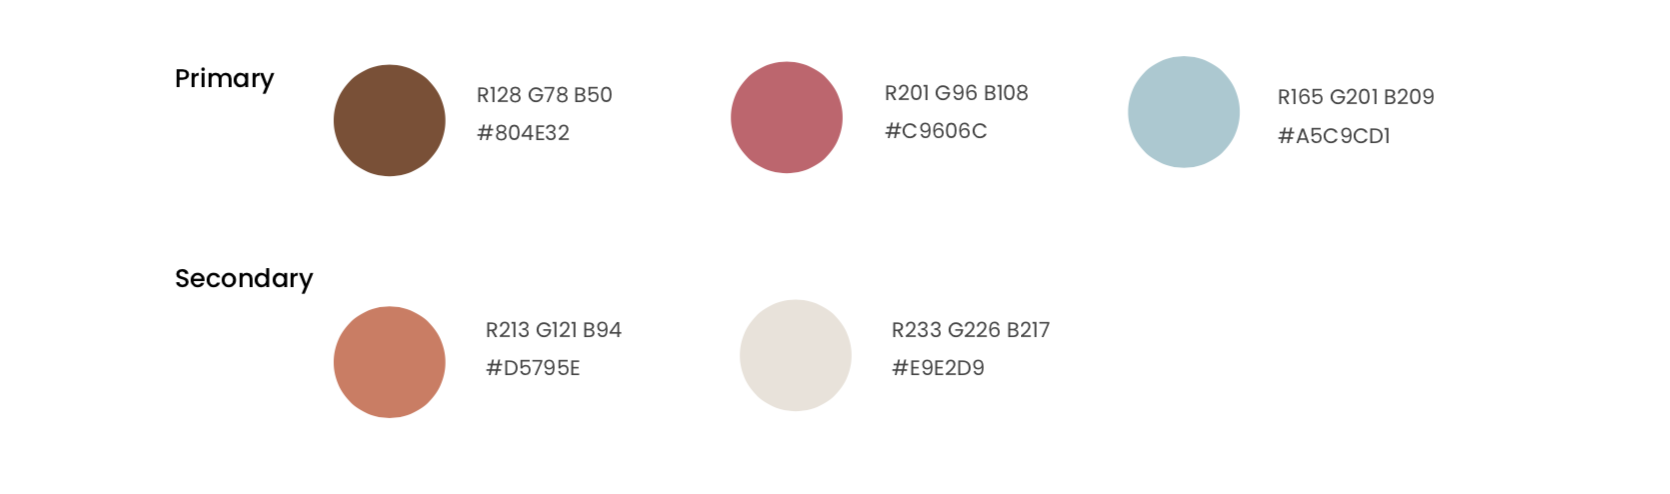 Primary
R128 G78 B50
#804E32
R201 G96 B108
#C9606C
R165 G201 B209
#A5C9CD1
Secondary
R213 G121 B94
#D5795E
R233 G226 B217
#E9E2D9